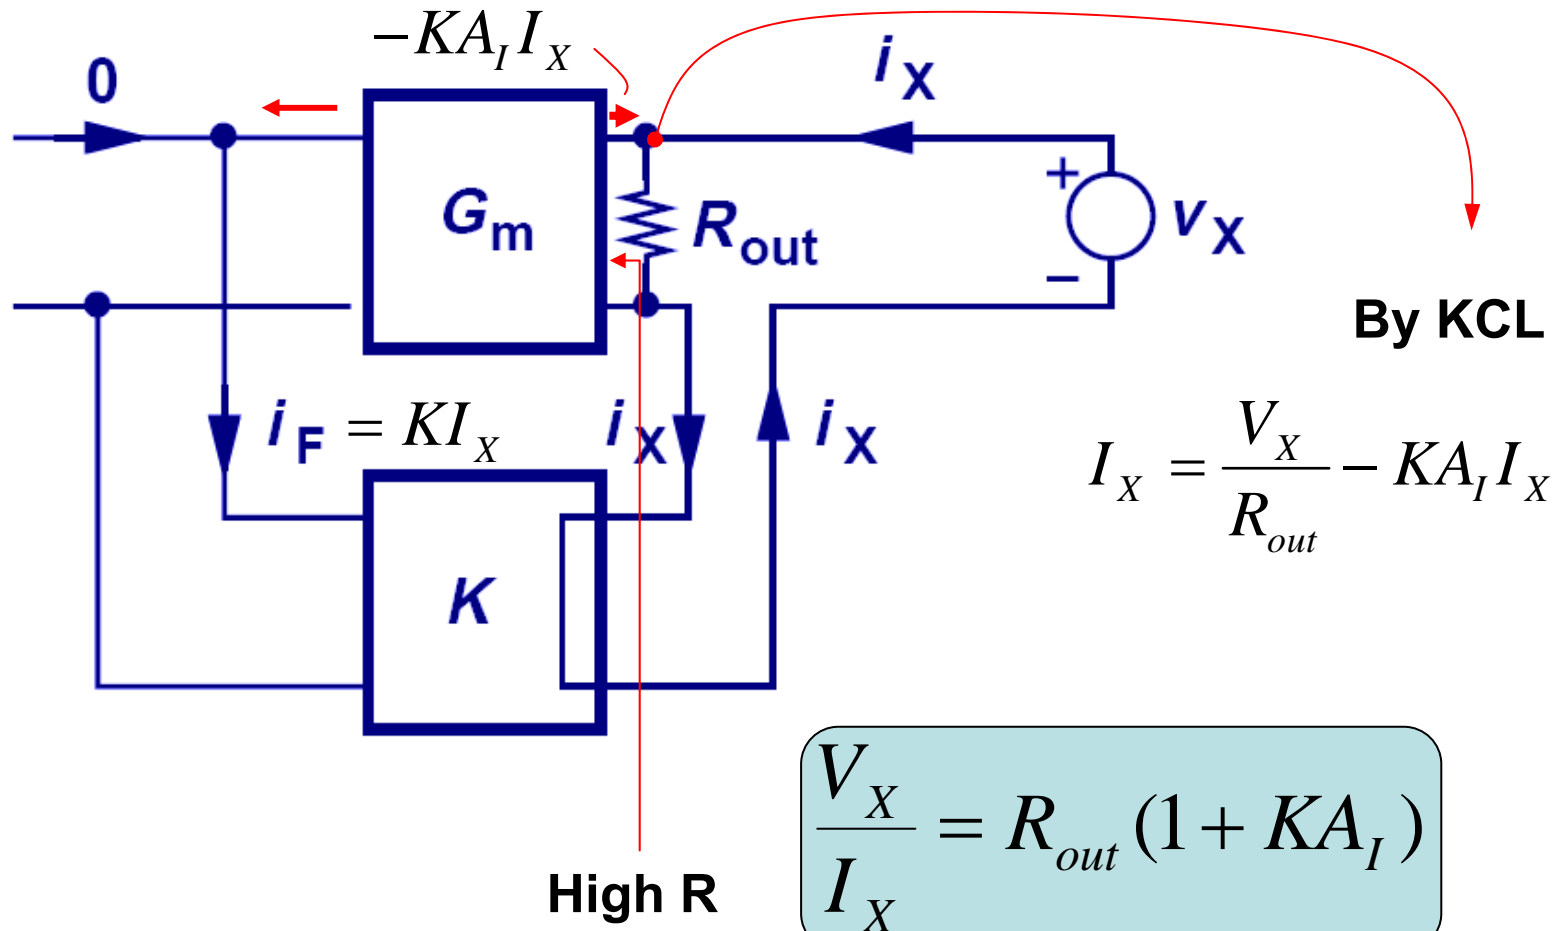 −KA_I I_X
0
i_X
G_m
R_out
+
v_X
−
By KCL
i_F = KI_X
i_X
i_X
I_X = V_X / R_out − KA_I I_X
K
V_X / I_X = R_out (1 + KA_I)
High R